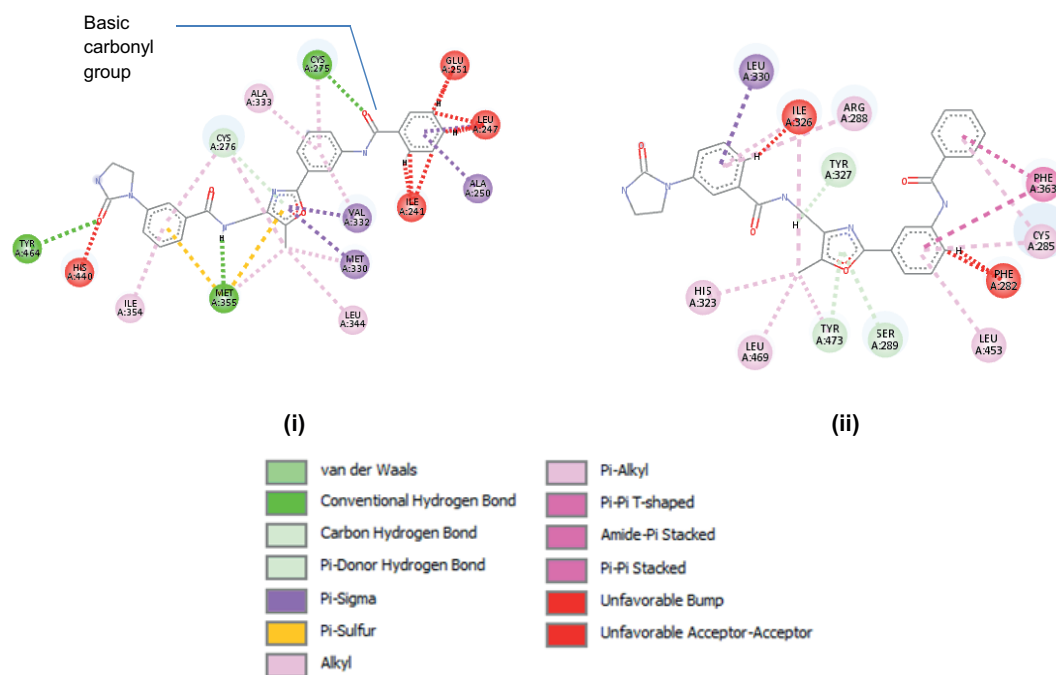 Basic
carbonyl
group
CYS
A:275
GLU
A:251
ALA
A:333
LEU
A:247
CYS
A:276
O
H
H
N
H
O
ALA
A:250
O
N
O
ILE
A:241
VAL
A:332
O
N
N
H
N
TYR
A:464
MET
A:330
HIS
A:440
ILE
A:354
MET
A:355
LEU
A:344
(i)
LEU
A:330
ILE
A:326
ARG
A:288
TYR
A:327
O
H
PHE
A:363
O
N
N
N
O
N
H
N
CYS
A:285
O
H
PHE
A:282
HIS
A:323
LEU
A:469
TYR
A:473
SER
A:289
LEU
A:453
(ii)
van der Waals
Conventional Hydrogen Bond
Carbon Hydrogen Bond
Pi-Donor Hydrogen Bond
Pi-Sigma
Pi-Sulfur
Alkyl
Pi-Alkyl
Pi-Pi T-shaped
Amide-Pi Stacked
Pi-Pi Stacked
Unfavorable Bump
Unfavorable Acceptor-Acceptor